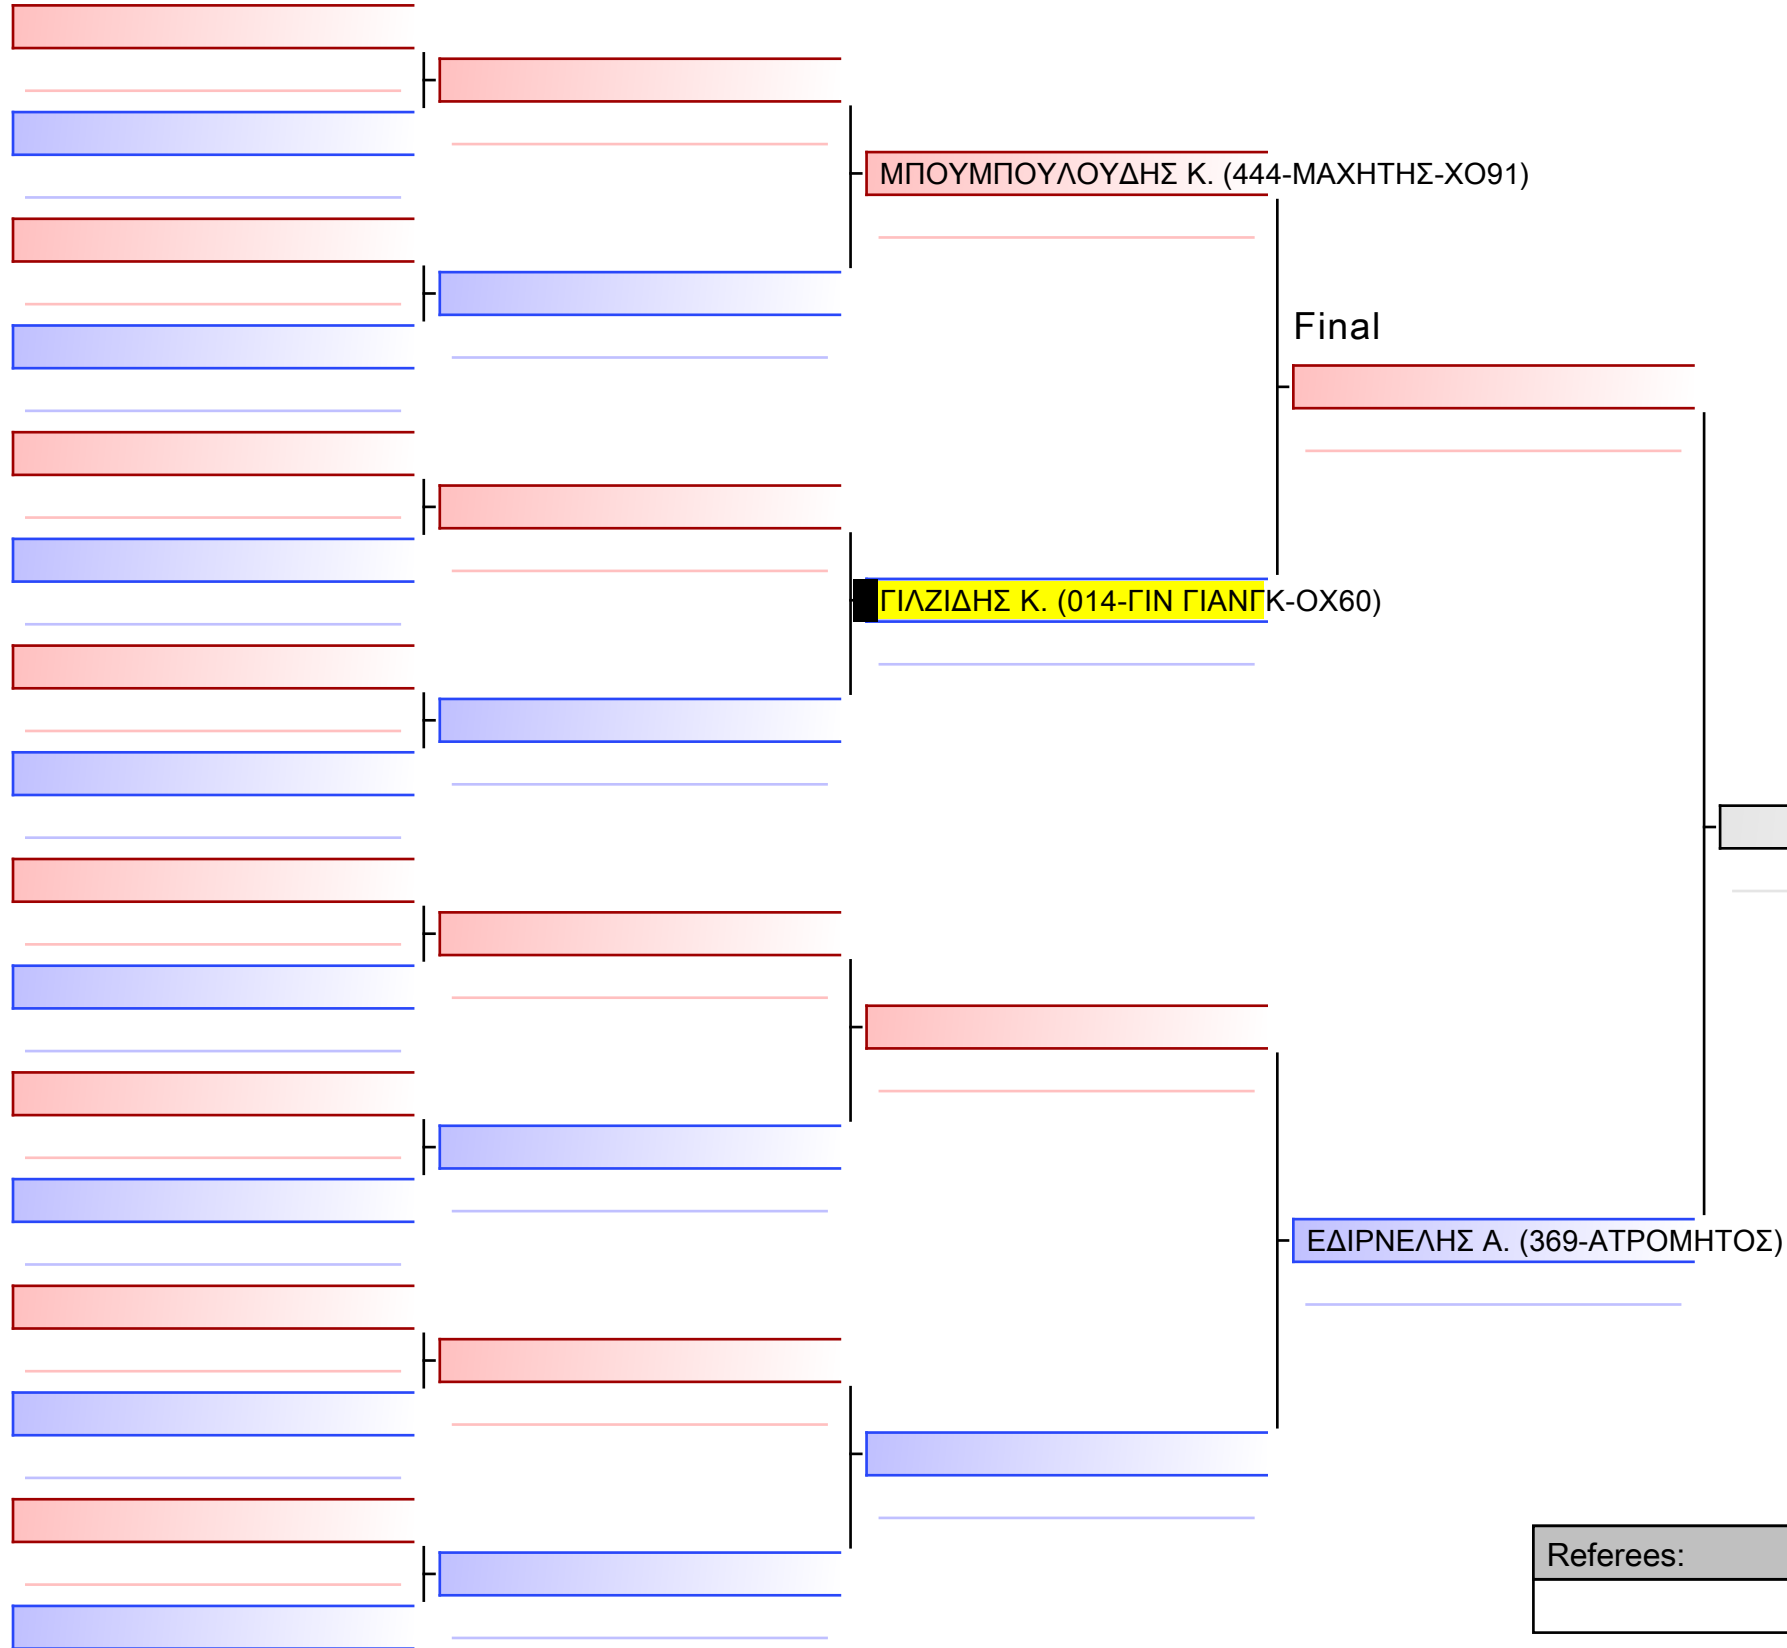 ΜΠΟΥΜΠΟΥΛΟΥΔΗΣ Κ. (444-ΜΑΧΗΤΗΣ-ΧΟ91)
Final
ΓΙΛΖΙΔΗΣ Κ. (014-ΓΙΝ ΓΙΑΝΓΚ-ΟΧ60)
ΕΔΙΡΝΕΛΗΣ Α. (369-ΑΤΡΟΜΗΤΟΣ)
Referees: